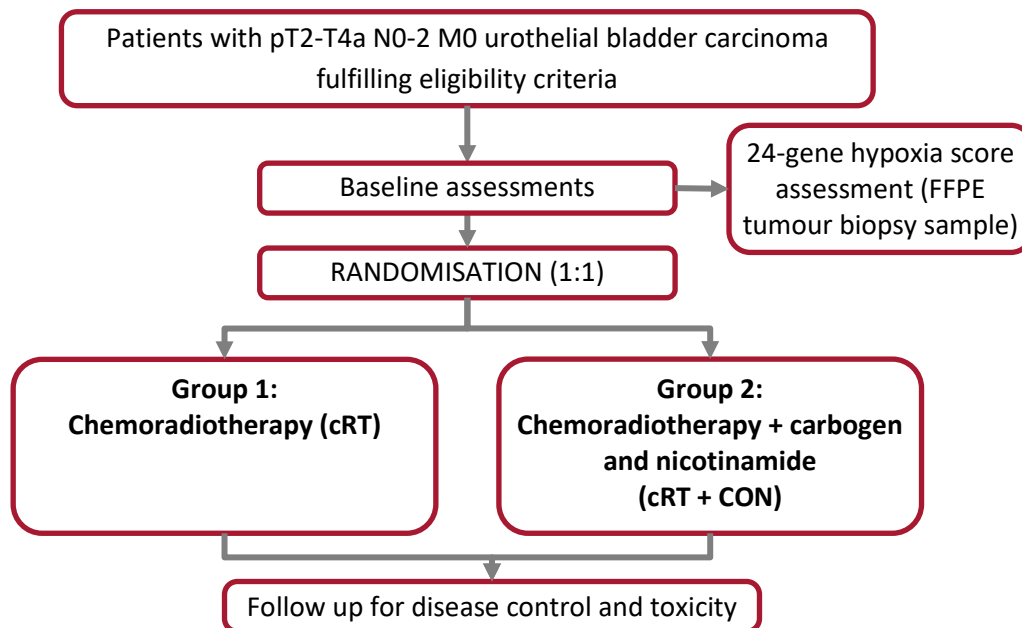 Patients with pT2-T4a N0-2 M0 urothelial bladder carcinoma
fulfilling eligibility criteria
Baseline assessments
24-gene hypoxia score
assessment (FFPE
tumour biopsy sample)
RANDOMISATION (1:1)
Group 1:
Chemoradiotherapy (cRT)
Group 2:
Chemoradiotherapy + carbogen
and nicotinamide
(cRT + CON)
Follow up for disease control and toxicity